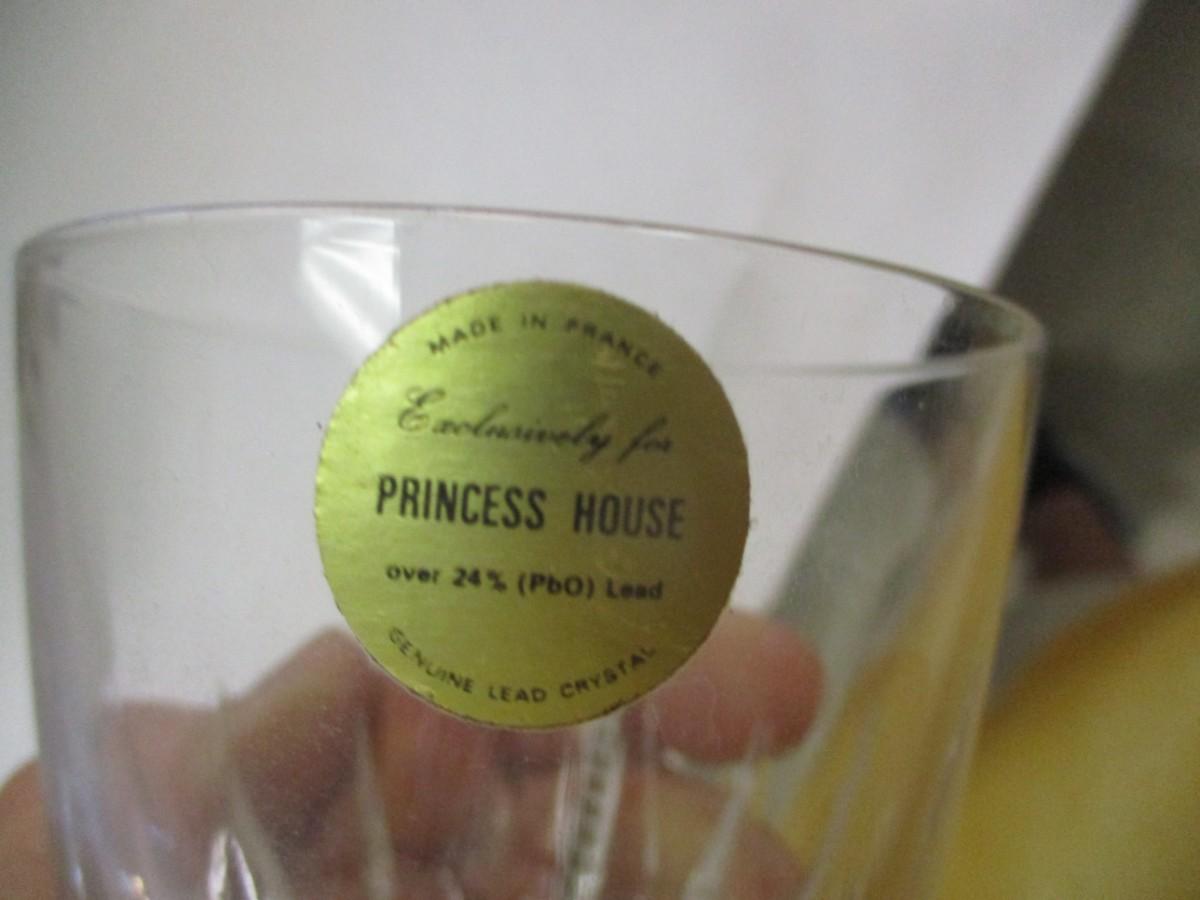 MADE IN FRANCE
Exclusively for
PRINCESS HOUSE
over 24% (PbO) Lead
GENUINE LEAD CRYSTAL